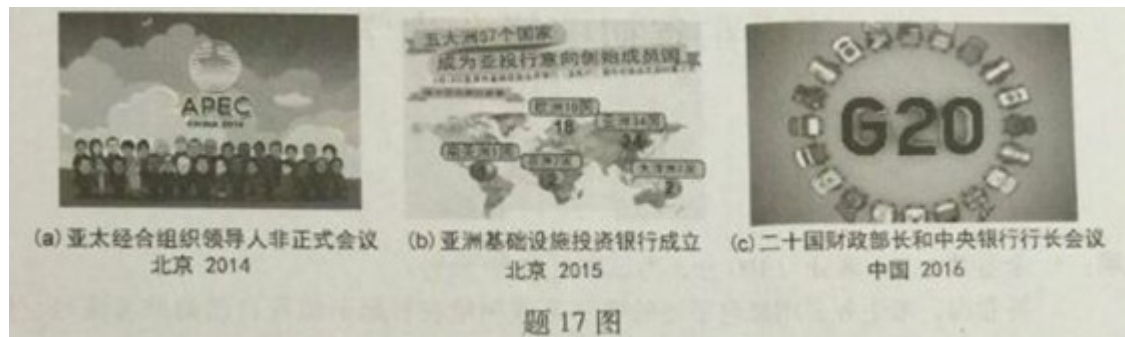 APEC
CHINA 2014
五大洲57个国家
成为亚投行意向创始成员国
欧洲18国
18
亚洲34国
34
南美洲1国
1
非洲2国
2
大洋洲2国
2
G20
(a)亚太经合组织领导人非正式会议
北京 2014
(b)亚洲基础设施投资银行成立
北京 2015
(c)二十国财政部长和中央银行行长会议
中国 2016
题17图